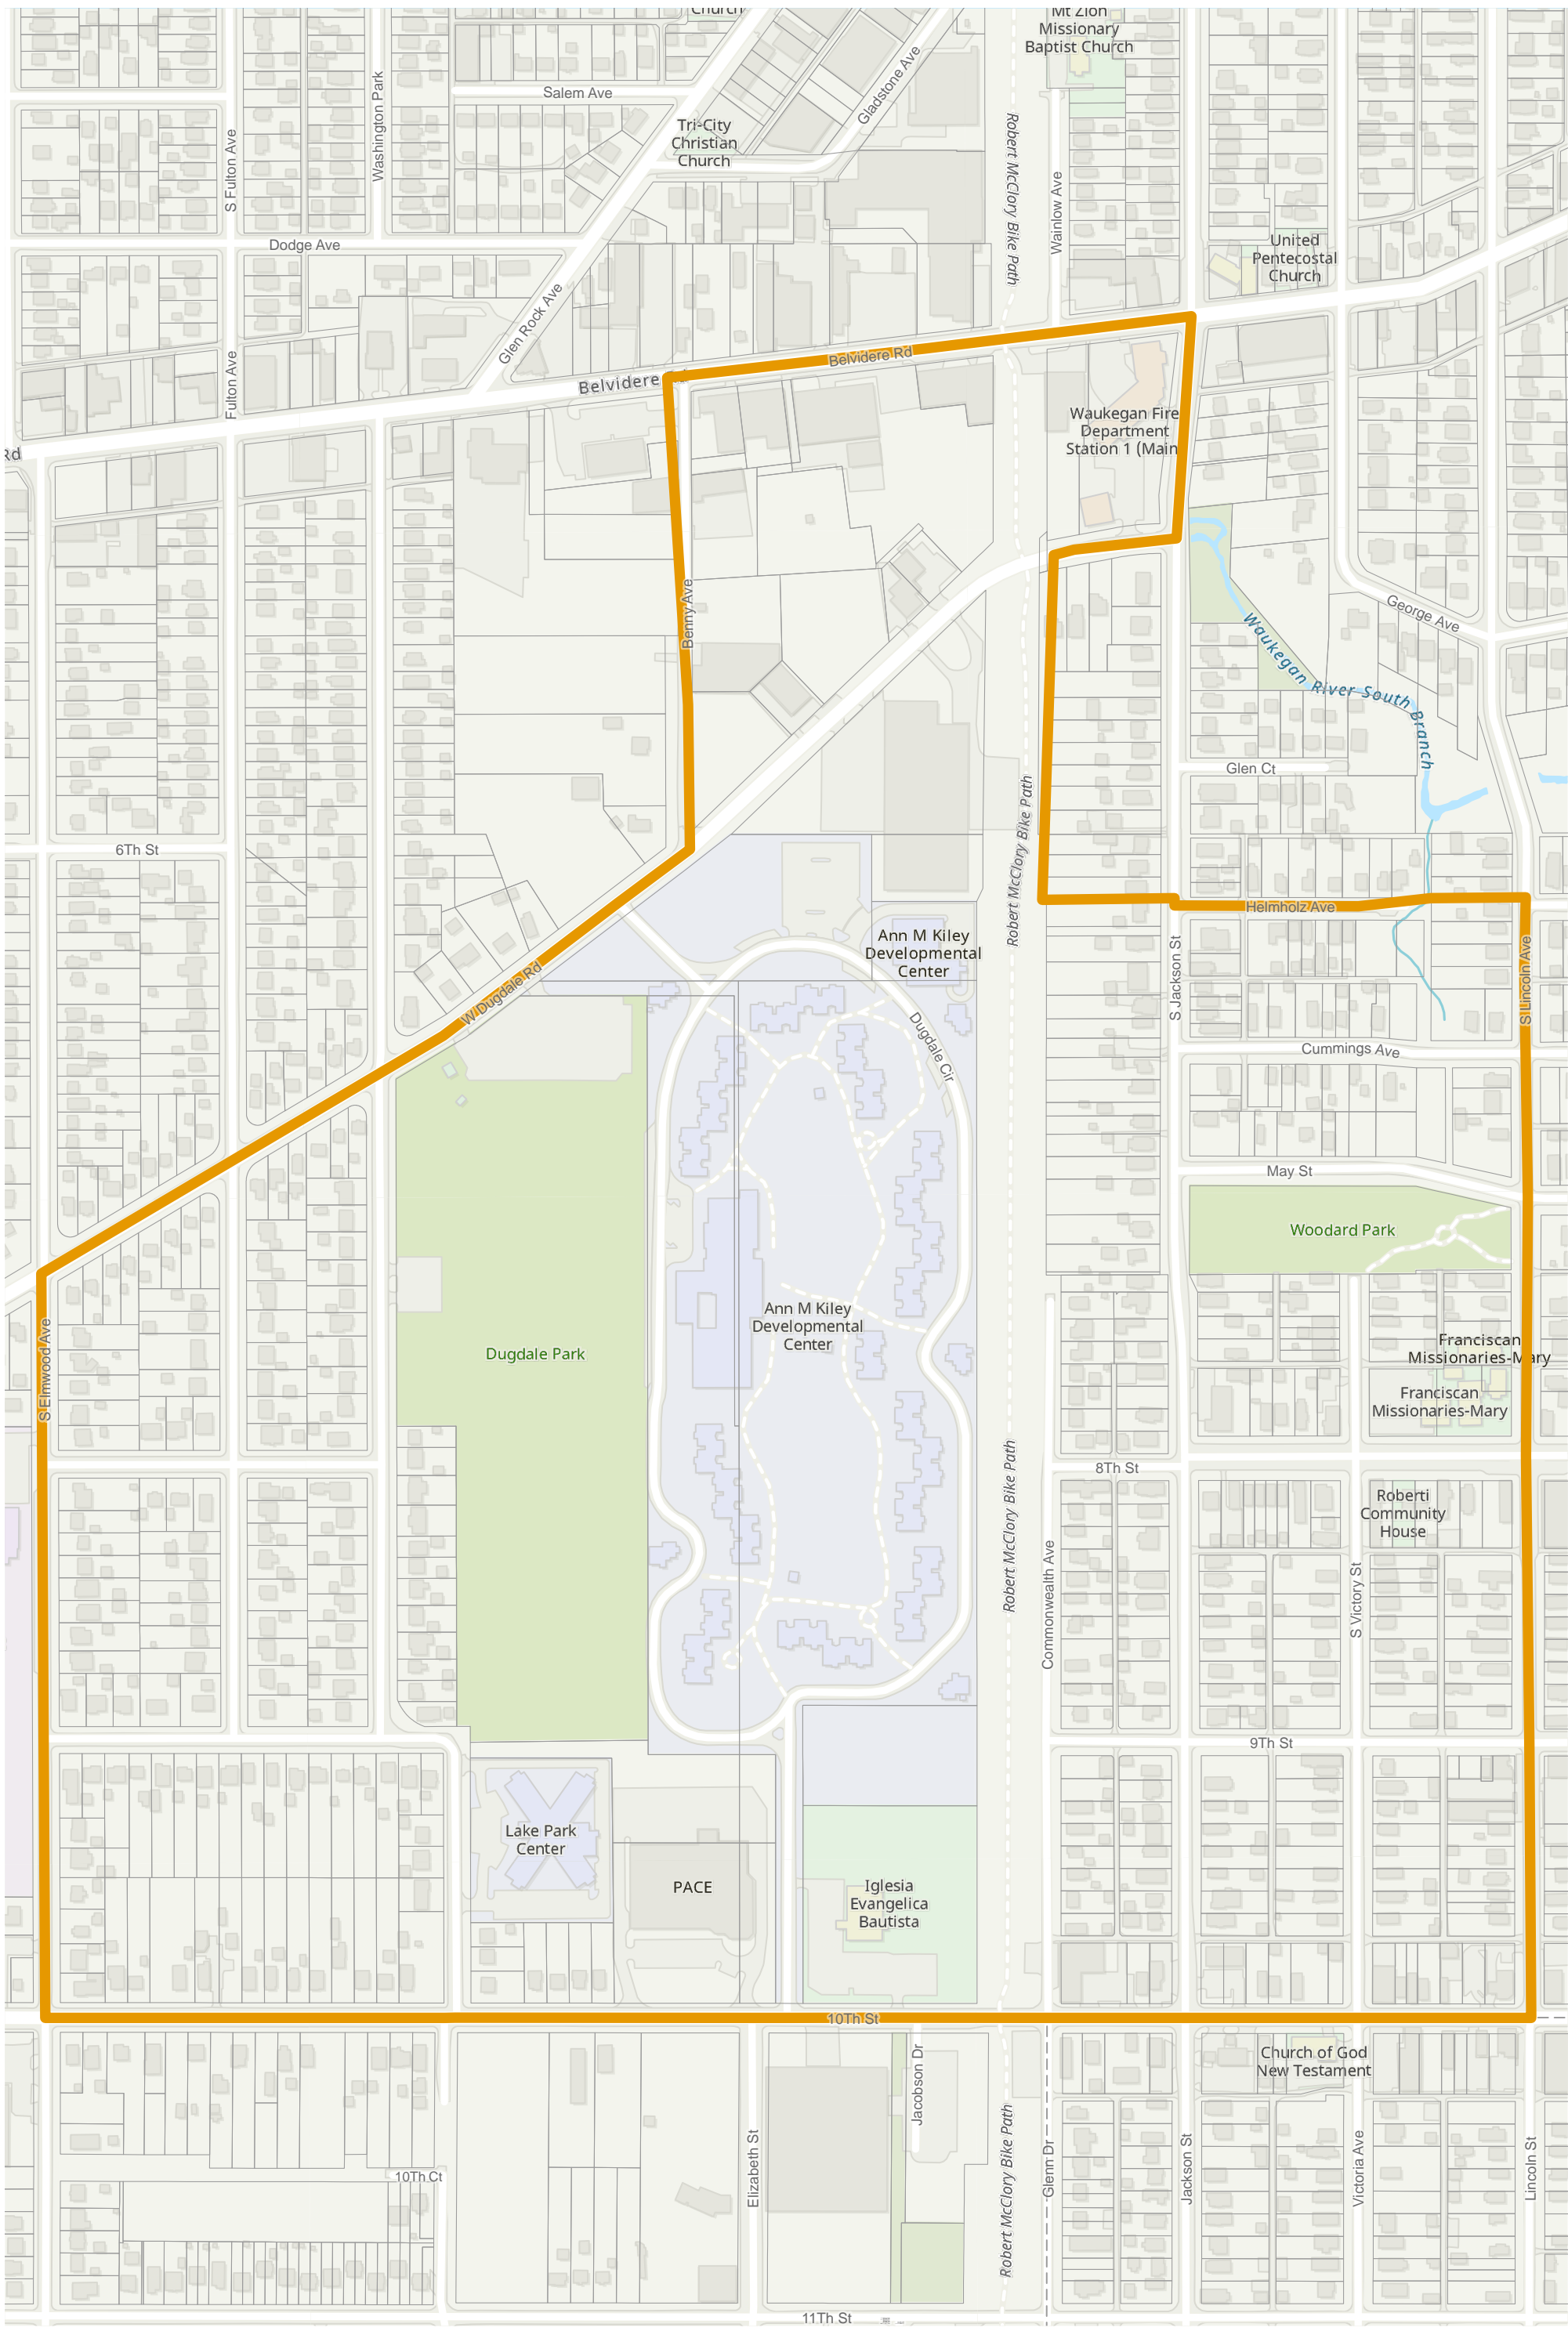 Church
Mt Zion
Missionary
Baptist Church
Salem Ave
Gladstone Ave
Washington Park
S Fulton Ave
Tri-City
Christian
Church
Robert McClory Bike Path
Wainlow Ave
Dodge Ave
United
Pentecostal
Church
Glen Rock Ave
Fulton Ave
Belvidere
Belvidere Rd
Waukegan Fire
Department
Station 1 (Main
Rd
Benny Ave
George Ave
Waukegan River South Branch
Glen Ct
6Th St
Robert McClory Bike Path
Helmholz Ave
Ann M Kiley
Developmental
Center
W Dugdale Rd
S Jackson St
S Lincoln Ave
Dugdale Cir
Cummings Ave
May St
Woodard Park
Ann M Kiley
Developmental
Center
Dugdale Park
S Elmwood Ave
Franciscan
Missionaries-Mary
Franciscan
Missionaries-Mary
8Th St
Robert McClory Bike Path
Roberti
Community
House
Commonwealth Ave
S Victory St
9Th St
Lake Park
Center
PACE
Iglesia
Evangelica
Bautista
10Th St
Church of God
New Testament
Jacobson Dr
10Th Ct
Elizabeth St
Robert McClory Bike Path
Glenn Dr
Jackson St
Victoria Ave
Lincoln St
11Th St